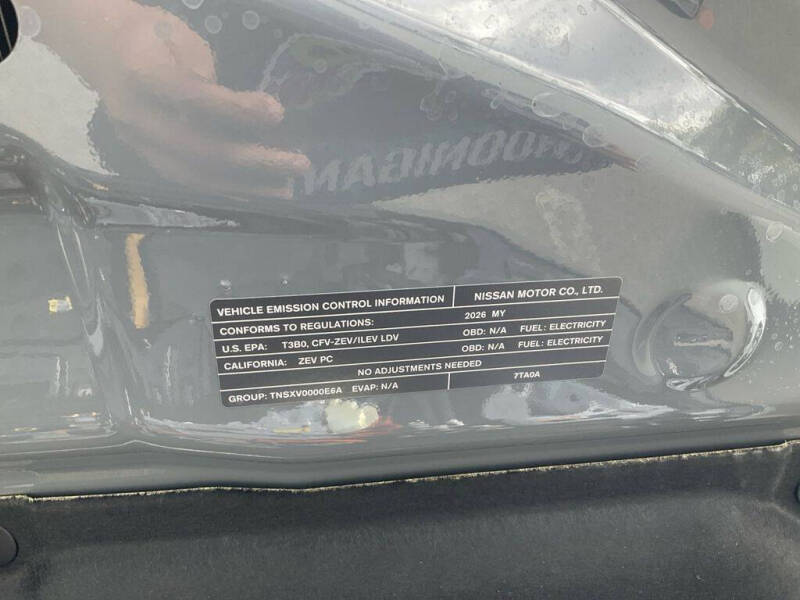 VEHICLE EMISSION CONTROL INFORMATION NISSAN MOTOR CO., LTD.
CONFORMS TO REGULATIONS: 2026 MY
U.S. EPA: T3B0, CFV-ZEV/ILEV LDV OBD: N/A FUEL: ELECTRICITY
CALIFORNIA: ZEV PC OBD: N/A FUEL: ELECTRICITY
NO ADJUSTMENTS NEEDED
GROUP: TNSXV0000E6A EVAP: N/A 7TA0A